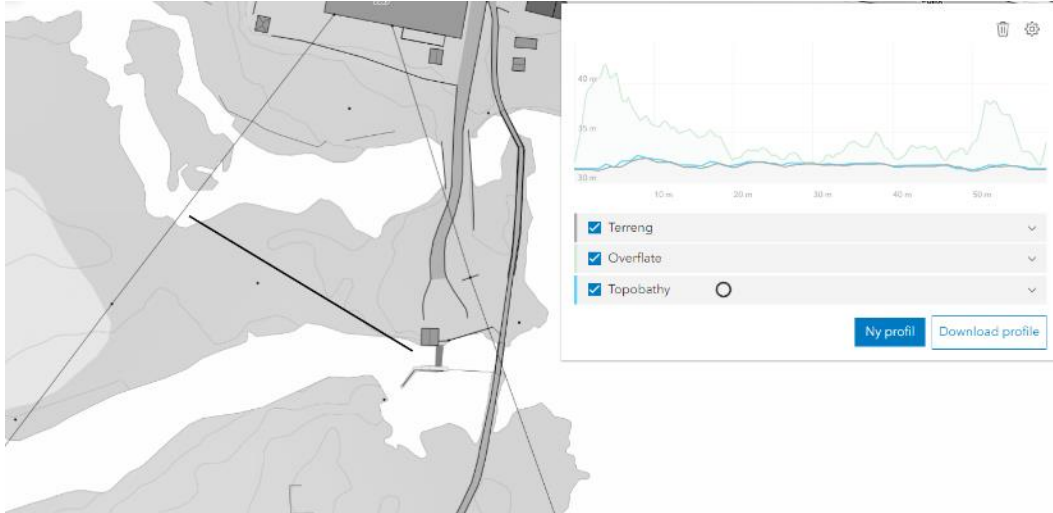 40 m
35 m
30 m
10 m
20 m
30 m
40 m
50 m
Terreng
Overflate
Topobathy
Ny profil
Download profile